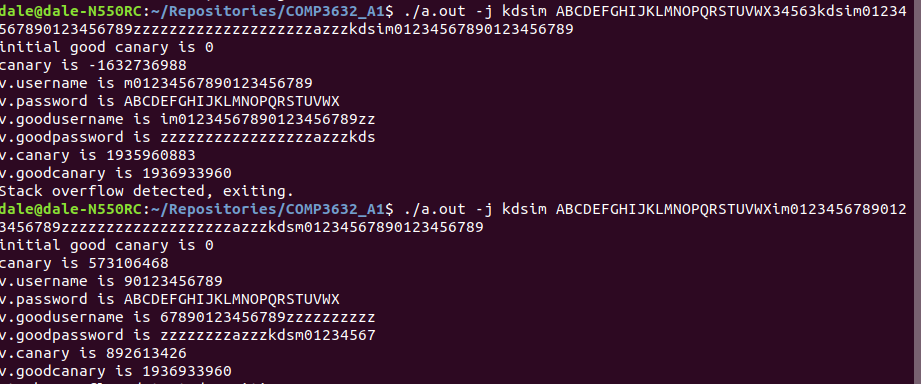 dale@dale-N550RC:~/Repositories/COMP3632_A1$ ./a.out -j kdsim ABCDEFGHIJKLMNOPQRSTUVWX34563kdsim01234
567890123456789zzzzzzzzzzzzzzzzzzzzzazzzkdsim01234567890123456789
initial good canary is 0
canary is -1632736988
v.username is m01234567890123456789
v.password is ABCDEFGHIJKLMNOPQRSTUVWX
v.goodusername is im01234567890123456789zz
v.goodpassword is zzzzzzzzzzzzzzzzzazzzkds
v.canary is 1935960883
v.goodcanary is 1936933960
Stack overflow detected, exiting.
dale@dale-N550RC:~/Repositories/COMP3632_A1$ ./a.out -j kdsim ABCDEFGHIJKLMNOPQRSTUVWXim0123456789012
3456789zzzzzzzzzzzzzzzzzzzazzzkdsm01234567890123456789
initial good canary is 0
canary is 573106468
v.username is 90123456789
v.password is ABCDEFGHIJKLMNOPQRSTUVWX
v.goodusername is 67890123456789zzzzzzzzzz
v.goodpassword is zzzzzzzzazzzkdsm01234567
v.canary is 892613426
v.goodcanary is 1936933960